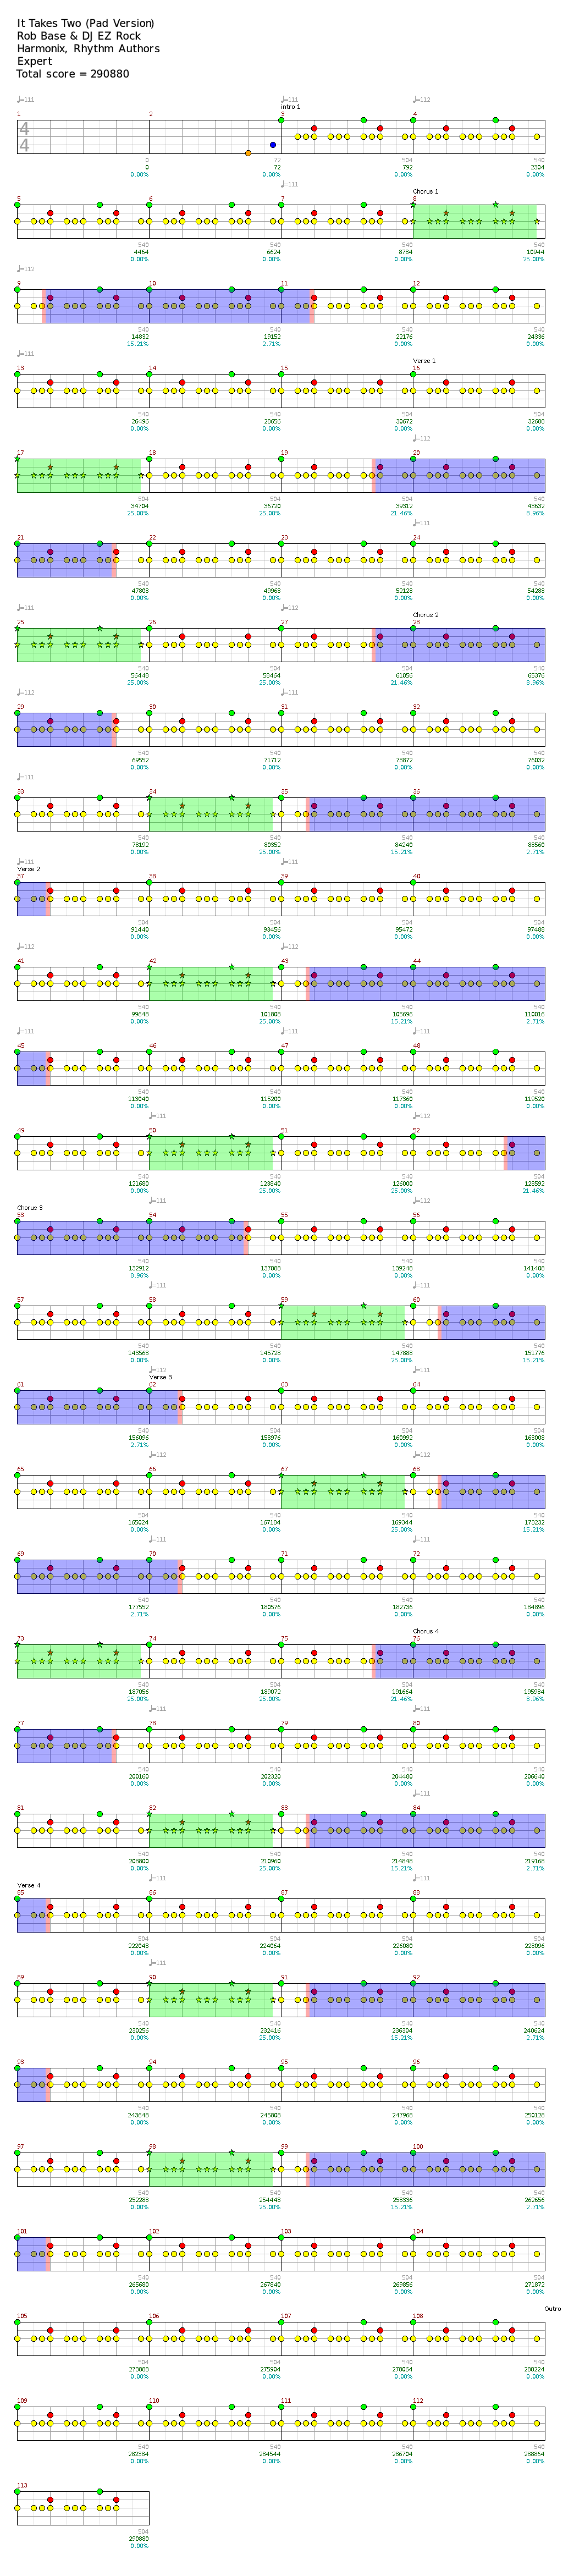 It Takes Two (Pad Version)
Rob Base & DJ EZ Rock
Harmonix, Rhythm Authors
Expert
Total score = 290880
♩=111 ♩=111 ♩=112
intro 1
1 2 3 4
4
4
0 72 540 540
0 72 792 2304
0.00% 0.00% 0.00% 0.00%
♩=111
Chorus 1
5 6 7 8
540 540 540 540
4464 6624 8784 10944
0.00% 0.00% 0.00% 25.00%
♩=112
9 10 11 12
540 540 540 540
14832 19152 22176 24336
15.21% 2.71% 0.00% 0.00%
♩=111
Verse 1
13 14 15 16
540 540 504 504
26496 28656 30672 32688
0.00% 0.00% 0.00% 0.00%
♩=112
17 18 19 20
504 504 504 540
34704 36720 39312 43632
25.00% 25.00% 21.46% 8.96%
♩=111
21 22 23 24
540 540 540 540
47808 49968 52128 54288
0.00% 0.00% 0.00% 0.00%
♩=111 ♩=112
Chorus 2
25 26 27 28
540 504 504 540
56448 58464 61056 65376
25.00% 25.00% 21.46% 8.96%
♩=112
29 30 31 32
540 540 540 540
69552 71712 73872 76032
0.00% 0.00% 0.00% 0.00%
♩=111
33 34 35 36
540 540 540 540
78192 80352 84240 88560
0.00% 25.00% 15.21% 2.71%
♩=111 ♩=111
Verse 2
37 38 39 40
504 504 504 504
91440 93456 95472 97488
0.00% 0.00% 0.00% 0.00%
♩=112 ♩=112
41 42 43 44
540 540 540 540
99648 101808 105696 110016
0.00% 25.00% 15.21% 2.71%
♩=111 ♩=111 ♩=111
45 46 47 48
540 540 540 540
113040 115200 117360 119520
0.00% 0.00% 0.00% 0.00%
♩=111 ♩=112
49 50 51 52
540 540 540 540
121680 123840 126000 128592
0.00% 25.00% 25.00% 21.46%
♩=112
Chorus 3
53 54 55 56
540 540 540 540
132912 137088 139248 141408
8.96% 0.00% 0.00% 0.00%
♩=111
57 58 59 60
540 540 540 540
143568 145728 147888 151776
0.00% 0.00% 25.00% 15.21%
♩=112 ♩=111
Verse 3
61 62 63 64
540 504 504 504
156096 158976 160992 163008
2.71% 0.00% 0.00% 0.00%
♩=112 ♩=112
65 66 67 68
504 540 540 540
165024 167184 169344 173232
0.00% 0.00% 25.00% 15.21%
♩=111 ♩=111
69 70 71 72
540 540 540 540
177552 180576 182736 184896
2.71% 0.00% 0.00% 0.00%
Chorus 4
73 74 75 76
540 504 504 540
187056 189072 191664 195984
25.00% 25.00% 21.46% 8.96%
♩=111 ♩=111
77 78 79 80
540 540 540 540
200160 202320 204480 206640
0.00% 0.00% 0.00% 0.00%
♩=111
81 82 83 84
540 540 540 540
208800 210960 214848 219168
0.00% 25.00% 15.21% 2.71%
♩=111 ♩=111
Verse 4
85 86 87 88
504 504 504 504
222048 224064 226080 228096
0.00% 0.00% 0.00% 0.00%
♩=111
89 90 91 92
540 540 540 540
230256 232416 236304 240624
0.00% 25.00% 15.21% 2.71%
93 94 95 96
540 540 540 540
243648 245808 247968 250128
0.00% 0.00% 0.00% 0.00%
97 98 99 100
540 540 540 540
252288 254448 258336 262656
0.00% 25.00% 15.21% 2.71%
101 102 103 104
540 540 504 504
265680 267840 269856 271872
0.00% 0.00% 0.00% 0.00%
Outro
105 106 107 108
504 504 540 540
273888 275904 278064 280224
0.00% 0.00% 0.00% 0.00%
109 110 111 112
540 540 540 540
282384 284544 286704 288864
0.00% 0.00% 0.00% 0.00%
113
504
290880
0.00%